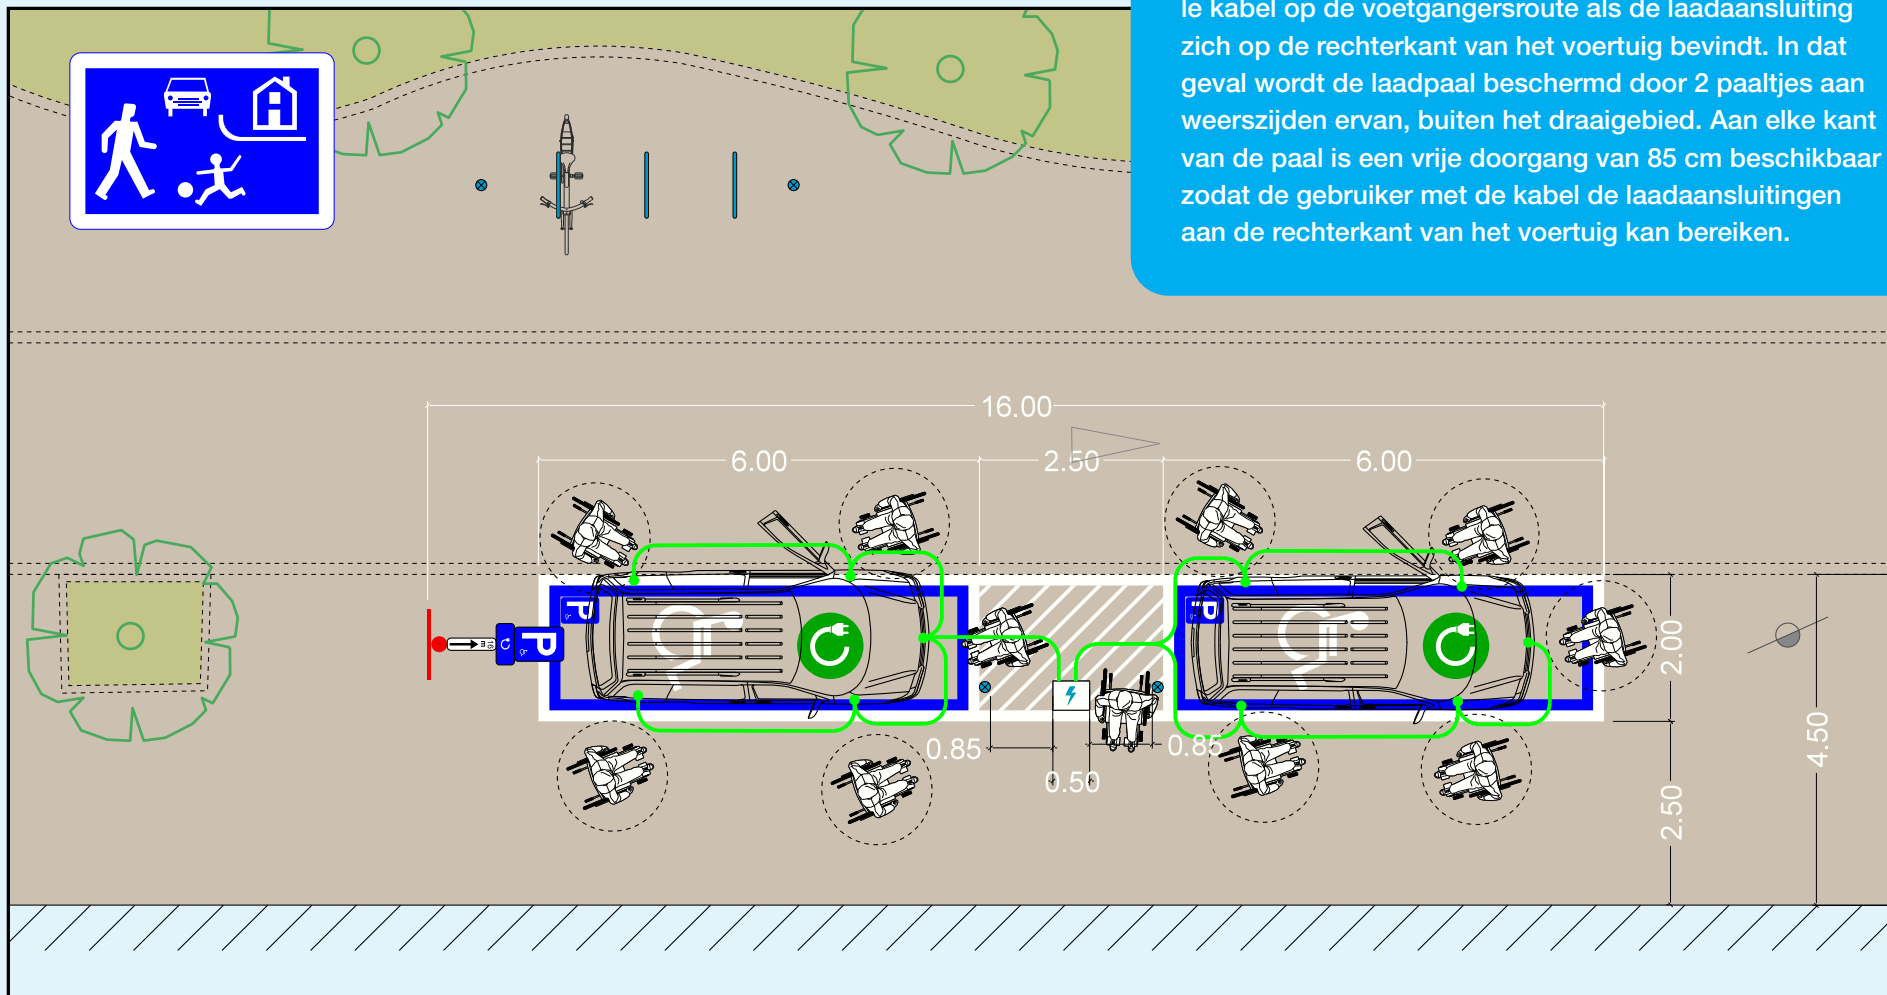 le kabel op de voetgangersroute als de laadaansluiting
zich op de rechterkant van het voertuig bevindt. In dat
geval wordt de laadpaal beschermd door 2 paaltjes aan
weerszijden ervan, buiten het draaigebied. Aan elke kant
van de paal is een vrije doorgang van 85 cm beschikbaar
zodat de gebruiker met de kabel de laadaansluitingen
aan de rechterkant van het voertuig kan bereiken.
16.00
6.00
2.50
6.00
P
P
P
16 m
2.00
4.50
0.85
0.85
0.50
2.50